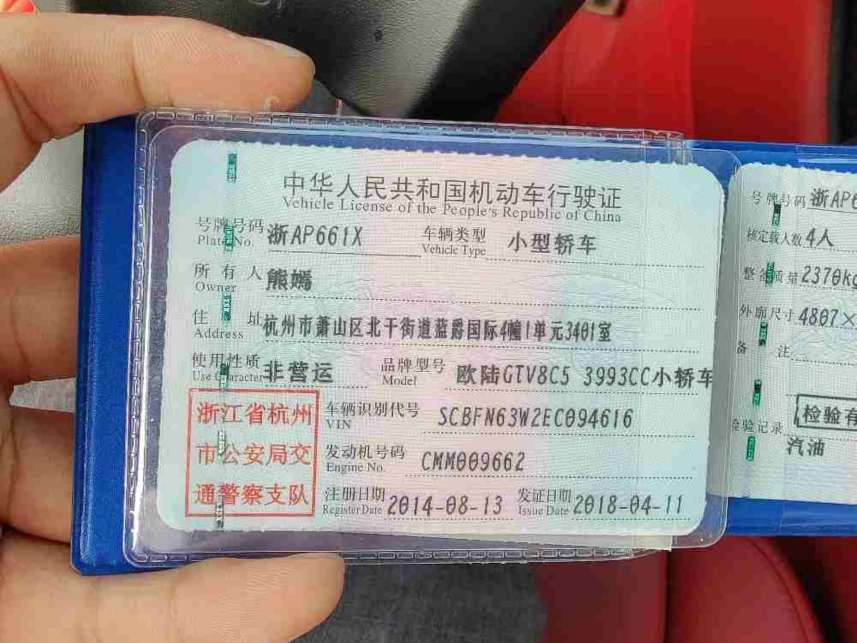 中华人民共和国机动车行驶证
Vehicle License of the People's Republic of China
号牌号码 浙AP661X 车辆类型 小型轿车
Plate No. Vehicle Type
所有人 熊嫣
Owner
住址 杭州市萧山区北干街道蓝爵国际4幢1单元3401室
Address
使用性质 非营运 品牌型号 欧陆GTV8C5 3993CC小轿车
Use Character Model
浙江省杭州
市公安局交
通警察支队
车辆识别代号 SCBFN63W2EC094616
VIN
发动机号码 CMM009662
Engine No.
注册日期 2014-08-13 发证日期 2018-04-11
Register Date Issue Date
号牌号码 浙AP6
核定载人数 4人
整备质量 2370kg
外廓尺寸 4807×
备注
检验记录 检验有
汽油